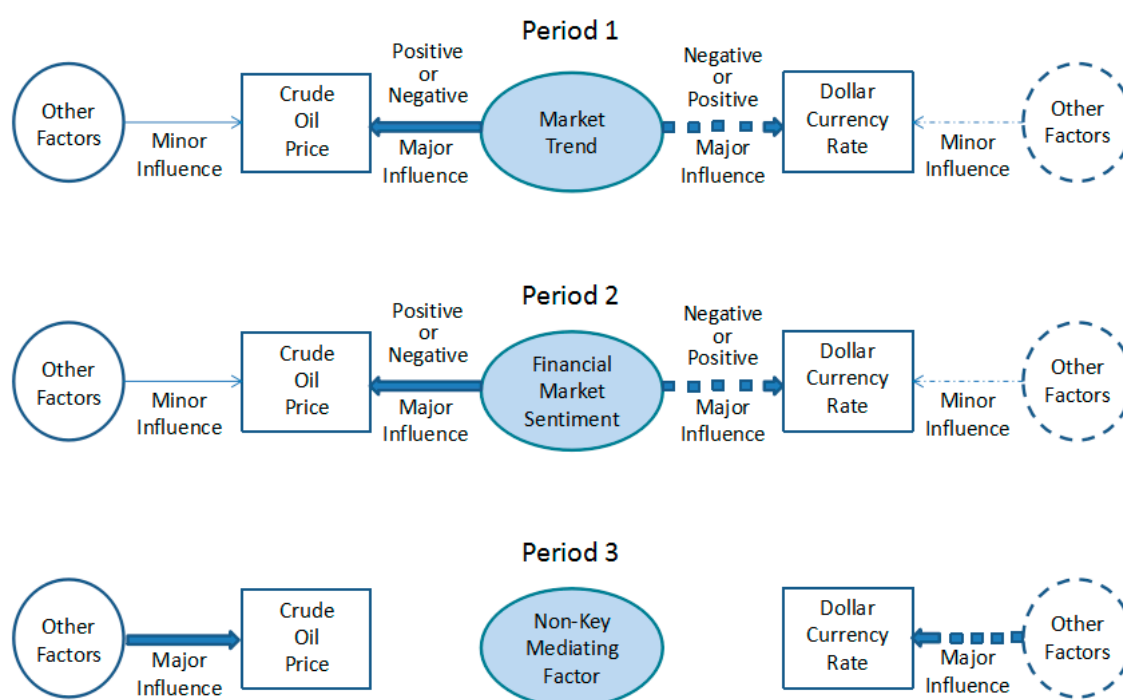 Period 1
Other
Factors
Minor
Influence
Crude
Oil
Price
Positive
or
Negative
Major
Influence
Market
Trend
Negative
or
Positive
Major
Influence
Dollar
Currency
Rate
Minor
Influence
Other
Factors
Period 2
Other
Factors
Minor
Influence
Crude
Oil
Price
Positive
or
Negative
Major
Influence
Financial
Market
Sentiment
Negative
or
Positive
Major
Influence
Dollar
Currency
Rate
Minor
Influence
Other
Factors
Period 3
Other
Factors
Major
Influence
Crude
Oil
Price
Non-Key
Mediating
Factor
Dollar
Currency
Rate
Major
Influence
Other
Factors